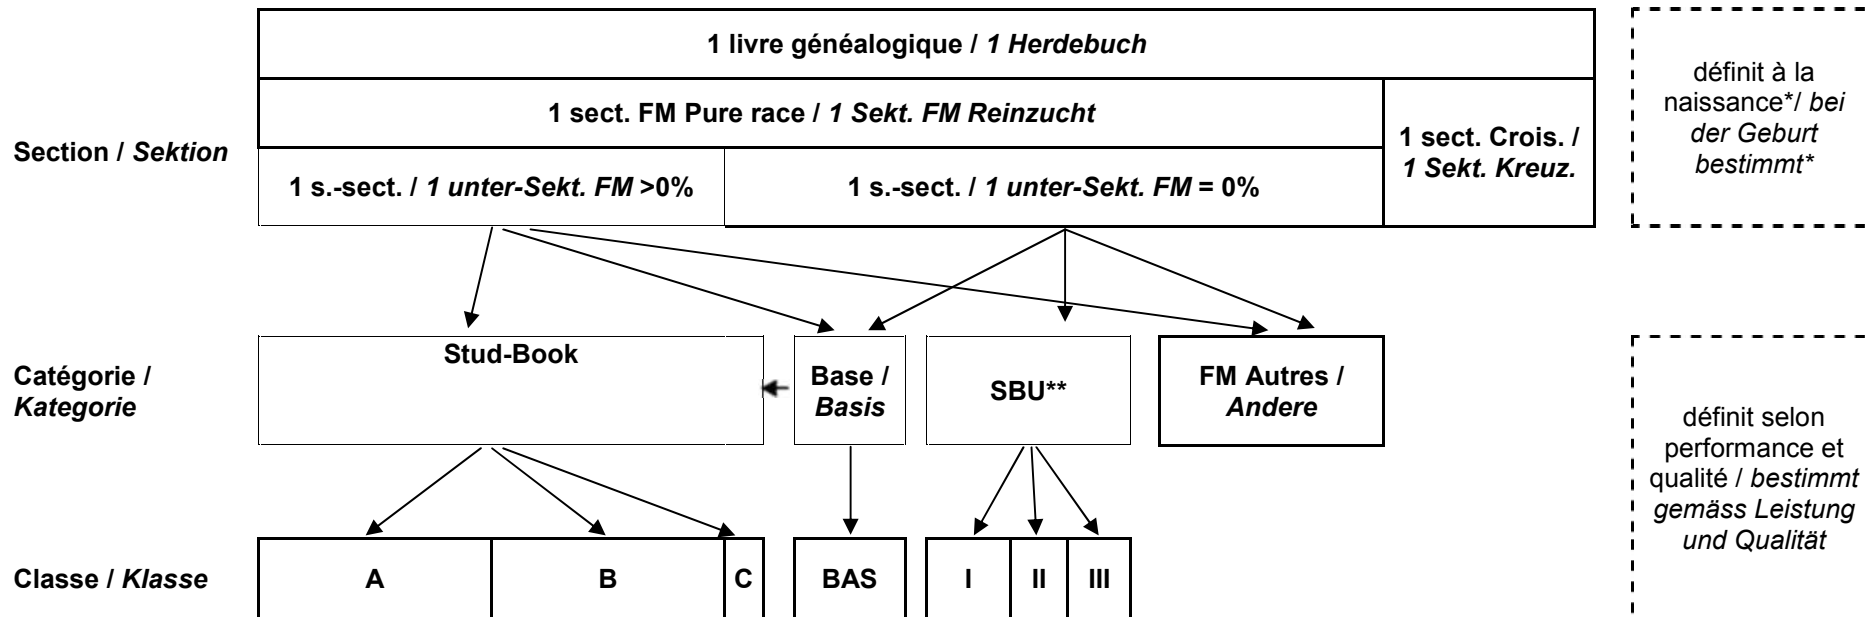 1 livre généalogique / 1 Herdebuch
1 sect. FM Pure race / 1 Sekt. FM Reinzucht
1 sect. Crois. /
1 Sekt. Kreuz.
Section / Sektion
1 s.-sect. / 1 unter-Sekt. FM >0%
1 s.-sect. / 1 unter-Sekt. FM = 0%
définit à la
naissance*/ bei
der Geburt
bestimmt*
Catégorie /
Kategorie
Stud-Book
Base /
Basis
SBU**
FM Autres /
Andere
définit selon
performance et
qualité / bestimmt
gemäss Leistung
und Qualität
Classe / Klasse
A
B
C
BAS
I
II
III